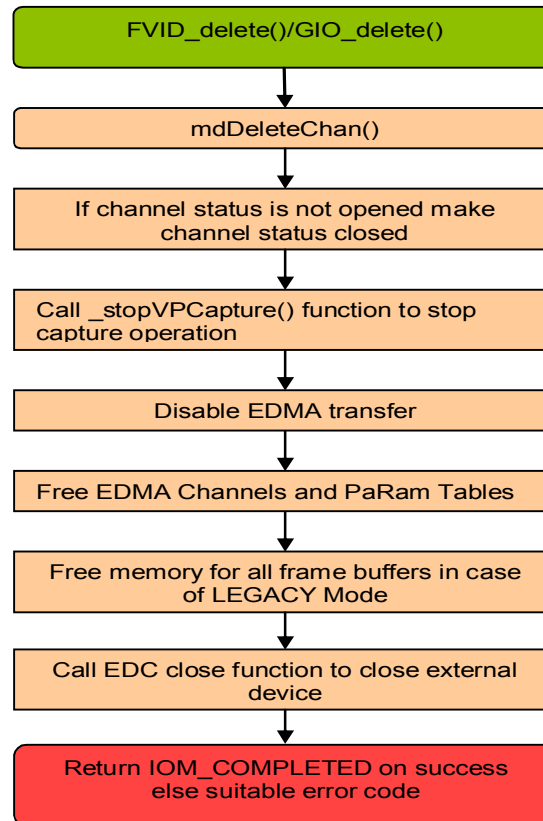 FVID_delete()/GIO_delete()
mdDeleteChan()
If channel status is not opened make
channel status closed
Call _stopVPCapture() function to stop
capture operation
Disable EDMA transfer
Free EDMA Channels and PaRam Tables
Free memory for all frame buffers in case
of LEGACY Mode
Call EDC close function to close external
device
Return IOM_COMPLETED on success
else suitable error code